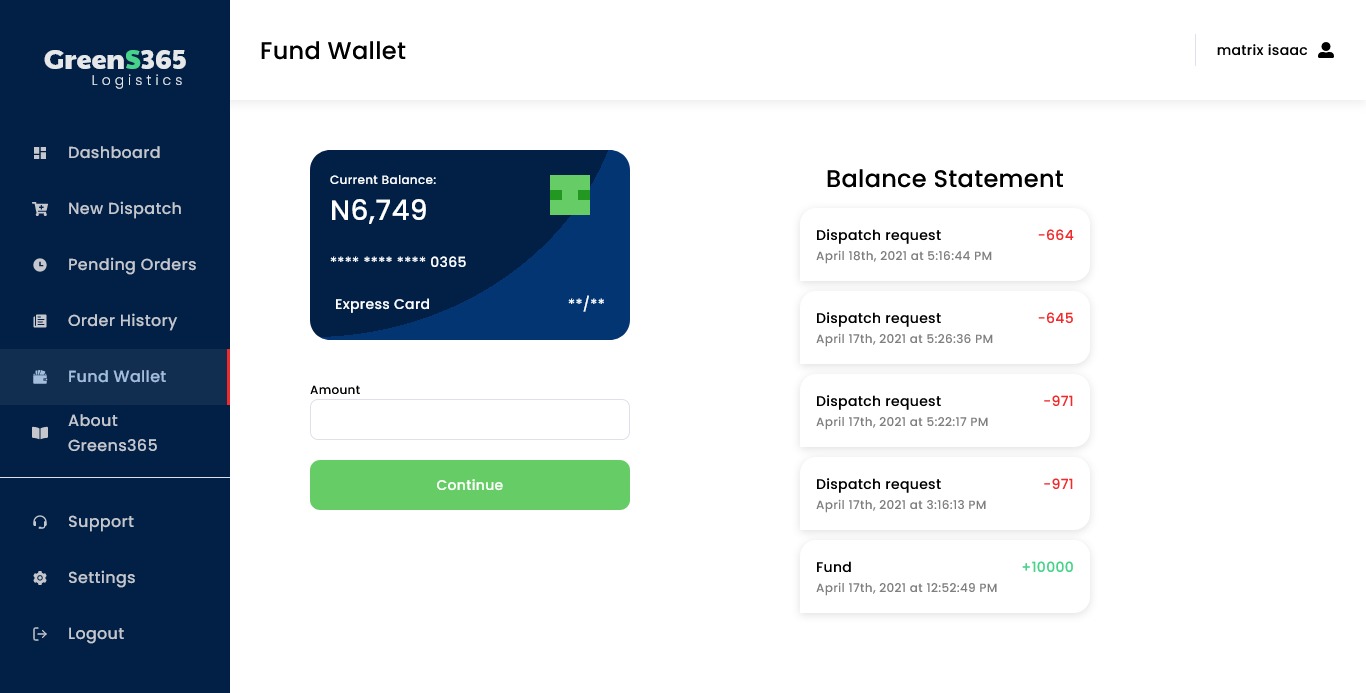 GreenS365
Logistics
Dashboard
New Dispatch
Pending Orders
Order History
Fund Wallet
About
Greens365
Support
Settings
Logout
Fund Wallet
matrix isaac
Current Balance:
N6,749
**** **** **** 0365
Express Card
**/**
Amount
Continue
Balance Statement
Dispatch request
-664
April 18th, 2021 at 5:16:44 PM
Dispatch request
-645
April 17th, 2021 at 5:26:36 PM
Dispatch request
-971
April 17th, 2021 at 5:22:17 PM
Dispatch request
-971
April 17th, 2021 at 3:16:13 PM
Fund
+10000
April 17th, 2021 at 12:52:49 PM